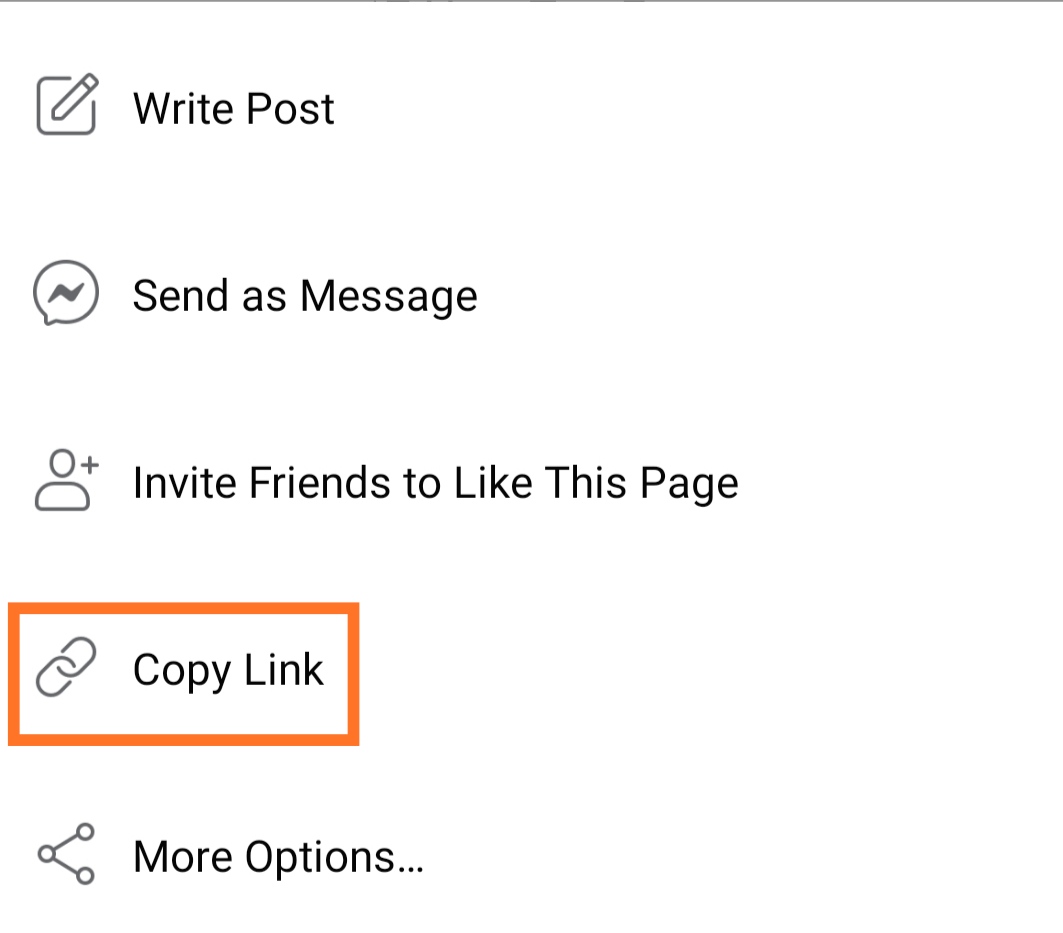 Write Post
Send as Message
Invite Friends to Like This Page
Copy Link
More Options...